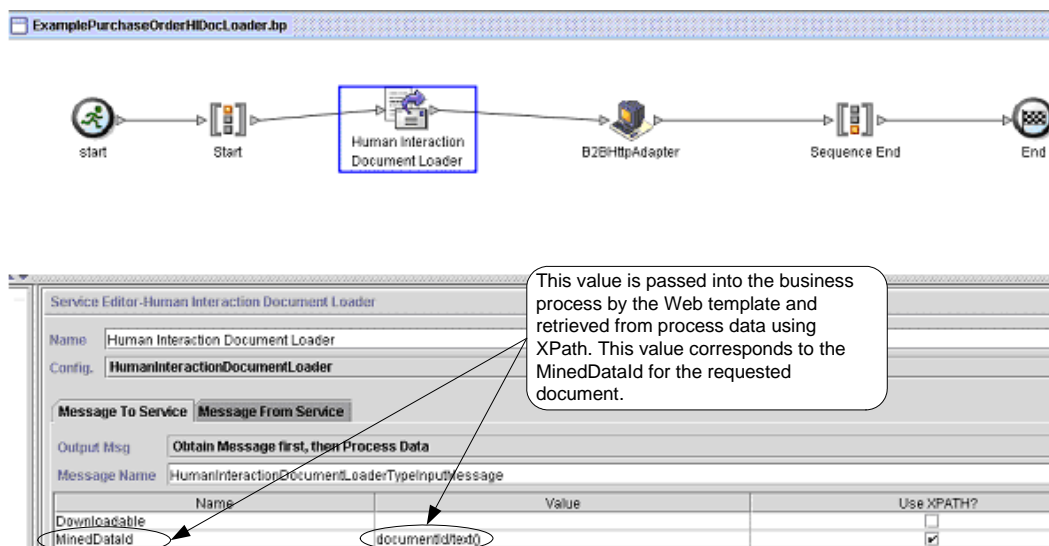 ExamplePurchaseOrderHIDocLoader.bp
start
Start
Human Interaction
Document Loader
B2BHttpAdapter
Sequence End
End
This value is passed into the business
process by the Web template and
retrieved from process data using
XPath. This value corresponds to the
MinedDataId for the requested
document.
Service Editor-Human Interaction Document Loader
Name Human Interaction Document Loader
Config. HumanInteractionDocumentLoader
Message To Service Message From Service
Output Msg Obtain Message first, then Process Data
Message Name HumanInteractionDocumentLoaderTypeInputMessage
Name Value Use XPATH?
Downloadable
MinedDataId documentId/text()